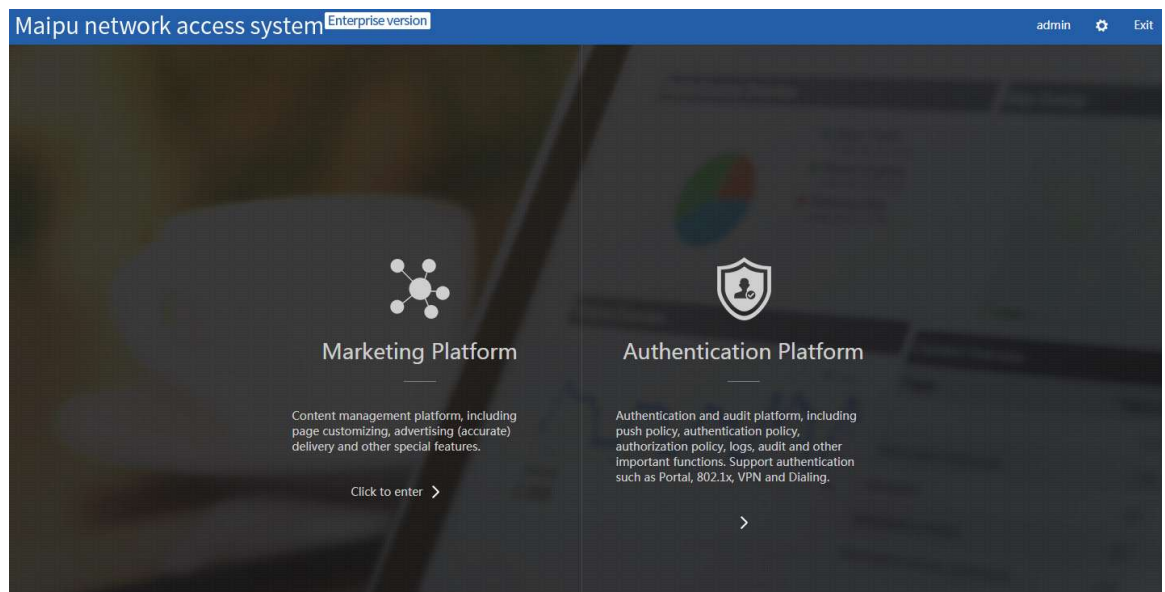 Maipu network access system Enterprise version
admin
Exit
Marketing Platform
Content management platform, including
page customizing, advertising (accurate)
delivery and other special features.
Click to enter
Authentication Platform
Authentication and audit platform, including
push policy, authentication policy,
authorization policy, logs, audit and other
important functions. Support authentication
such as Portal, 802.1x, VPN and Dialing.